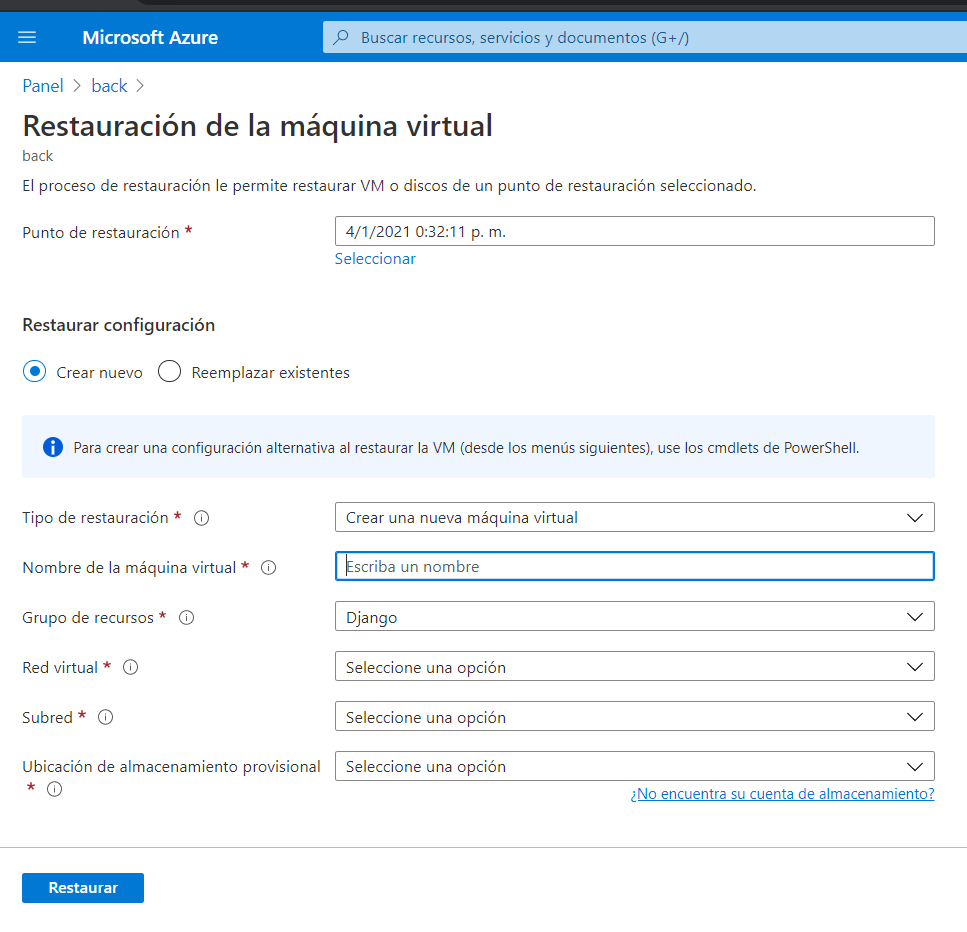 Microsoft Azure
Buscar recursos, servicios y documentos (G+/)
Panel > back >
Restauración de la máquina virtual
back
El proceso de restauración le permite restaurar VM o discos de un punto de restauración seleccionado.
Punto de restauración *
4/1/2021 0:32:11 p. m.
Seleccionar
Restaurar configuración
Crear nuevo
Reemplazar existentes
Para crear una configuración alternativa al restaurar la VM (desde los menús siguientes), use los cmdlets de PowerShell.
Tipo de restauración *
Crear una nueva máquina virtual
Nombre de la máquina virtual *
Escriba un nombre
Grupo de recursos *
Django
Red virtual *
Seleccione una opción
Subred *
Seleccione una opción
Ubicación de almacenamiento provisional
*
Seleccione una opción
¿No encuentra su cuenta de almacenamiento?
Restaurar